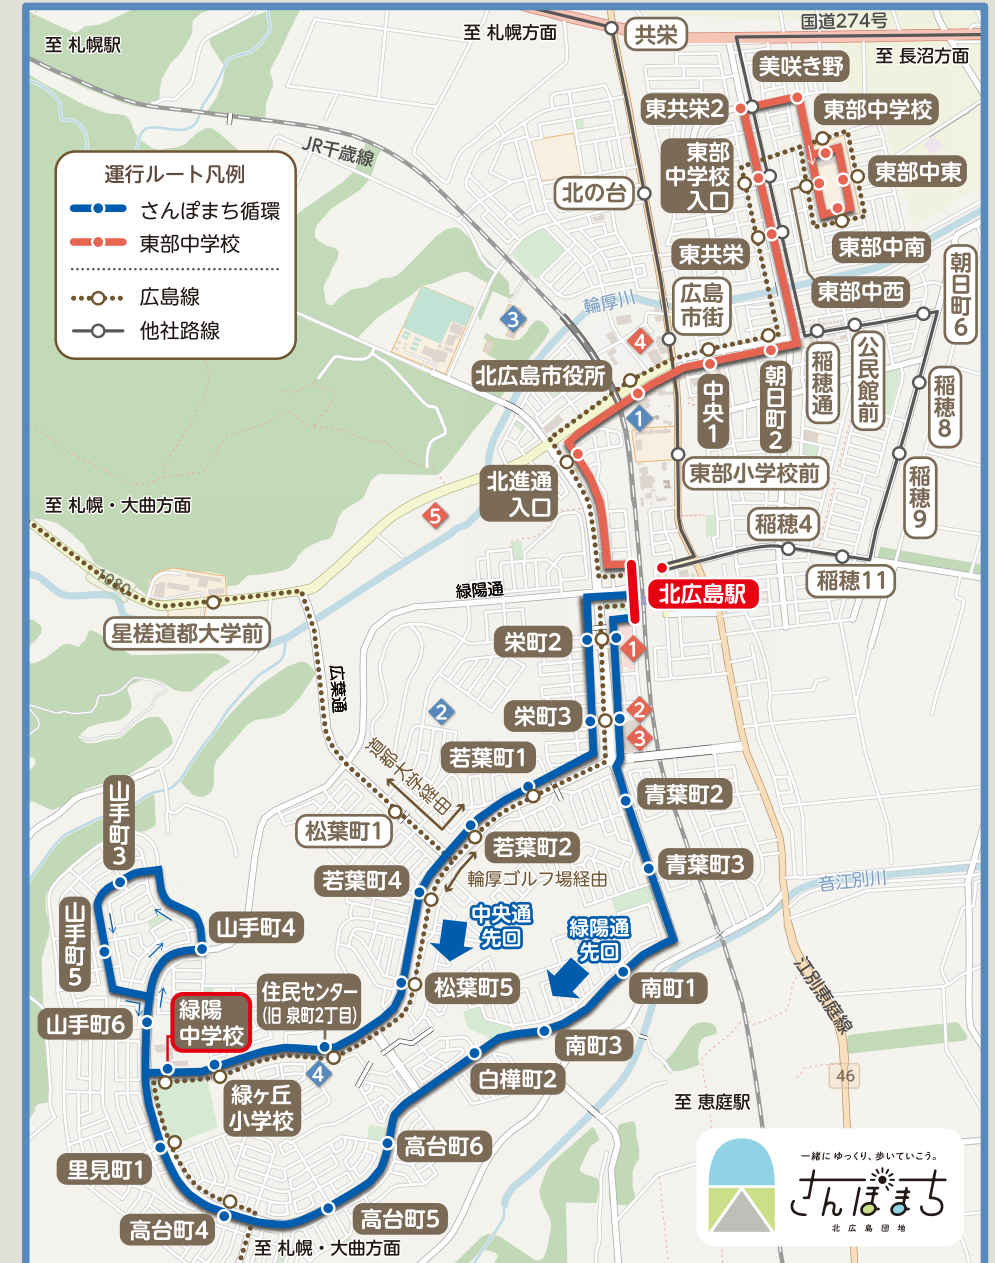 至 札幌駅
至 札幌方面
共栄
国道274号
至 長沼方面
美咲き野
東共栄2
東部中学校
JR千歳線
東部
中学校
入口
東部中東
北の台
運行ルート凡例
さんぽまち循環
東部中学校
広島線
他社路線
東共栄
東部中南
朝日町6
輪厚川
広島
市街
東部中西
3
4
北広島市役所
1
中央1
朝日町2
稲穂通
公民館前
稲穂8
東部小学校前
北進通
入口
稲穂9
至 札幌・大曲方面
5
稲穂4
1080
稲穂11
緑陽通
北広島駅
星槎道都大学前
栄町2
1
広葉通
2
栄町3
2
3
道都大学経由
若葉町1
青葉町2
山手町3
松葉町1
若葉町2
青葉町3
若葉町4
輪厚ゴルフ場経由
音江別川
山手町5
山手町4
中央通
先回
緑陽通
先回
江別恵庭線
住民センター
(旧 泉町2丁目)
松葉町5
南町1
山手町6
緑陽
中学校
南町3
4
白樺町2
46
緑ヶ丘
小学校
至 恵庭駅
高台町6
里見町1
一緒に ゆっくり、歩いていこう。
さんぽまち
北広島団地
高台町4
高台町5
至 札幌・大曲方面